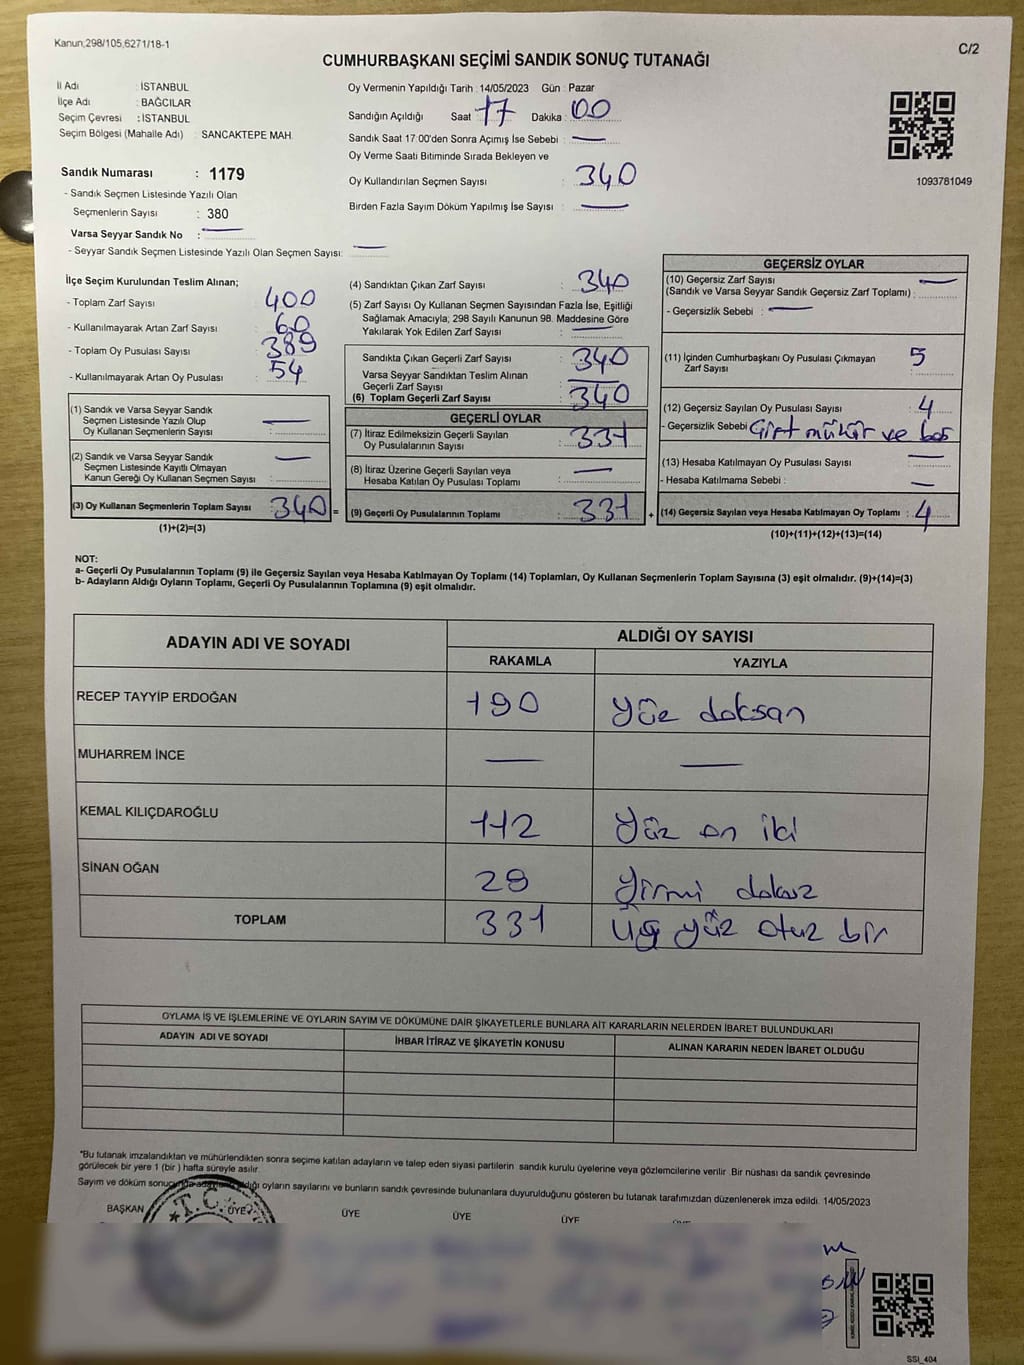 Kanun,298/105,6271/18-1
C/2
CUMHURBAŞKANI SEÇİMİ SANDIK SONUÇ TUTANAĞI
İl Adı : İSTANBUL
İlçe Adı : BAĞCILAR
Seçim Çevresi : İSTANBUL
Seçim Bölgesi (Mahalle Adı) : SANCAKTEPE MAH.
Sandık Numarası : 1179
- Sandık Seçmen Listesinde Yazılı Olan
Seçmenlerin Sayısı : 380
Varsa Seyyar Sandık No :
- Seyyar Sandık Seçmen Listesinde Yazılı Olan Seçmen Sayısı:
Oy Vermenin Yapıldığı Tarih : 14/05/2023 Gün : Pazar
Sandığın Açıldığı Saat 17 Dakika : 00
Sandık Saat 17:00'den Sonra Açımış İse Sebebi :
Oy Verme Saati Bitiminde Sırada Bekleyen ve
Oy Kullandırılan Seçmen Sayısı : 340
Birden Fazla Sayım Döküm Yapılmış İse Sayısı :
1093781049
İlçe Seçim Kurulundan Teslim Alınan;
- Toplam Zarf Sayısı : 400
- Kullanılmayarak Artan Zarf Sayısı : 60
- Toplam Oy Pusulası Sayısı : 389
- Kullanılmayarak Artan Oy Pusulası : 54
(1) Sandık ve Varsa Seyyar Sandık
Seçmen Listesinde Yazılı Olup
Oy Kullanan Seçmenlerin Sayısı :
(2) Sandık ve Varsa Seyyar Sandık
Seçmen Listesinde Kayıtlı Olmayan
Kanun Gereği Oy Kullanan Seçmen Sayısı :
(3) Oy Kullanan Seçmenlerin Toplam Sayısı : 340 =
(1)+(2)=(3)
(4) Sandıktan Çıkan Zarf Sayısı : 340
(5) Zarf Sayısı Oy Kullanan Seçmen Sayısından Fazla İse, Eşitliği
Sağlamak Amacıyla; 298 Sayılı Kanunun 98. Maddesine Göre
Yakılarak Yok Edilen Zarf Sayısı :
Sandıkta Çıkan Geçerli Zarf Sayısı : 340
Varsa Seyyar Sandıktan Teslim Alınan
Geçerli Zarf Sayısı :
(6) Toplam Geçerli Zarf Sayısı : 340
GEÇERLİ OYLAR
(7) İtiraz Edilmeksizin Geçerli Sayılan
Oy Pusulalarının Sayısı : 331
(8) İtiraz Üzerine Geçerli Sayılan veya
Hesaba Katılan Oy Pusulası Toplamı :
(9) Geçerli Oy Pusulalarının Toplamı : 331 +
GEÇERSİZ OYLAR
(10) Geçersiz Zarf Sayısı
(Sandık ve Varsa Seyyar Sandık Geçersiz Zarf Toplamı) :
- Geçersizlik Sebebi :
(11) İçinden Cumhurbaşkanı Oy Pusulası Çıkmayan 5
Zarf Sayısı :
(12) Geçersiz Sayılan Oy Pusulası Sayısı : 4
- Geçersizlik Sebebi Çift mühür ve boş
(13) Hesaba Katılmayan Oy Pusulası Sayısı :
- Hesaba Katılmama Sebebi :
(14) Geçersiz Sayılan veya Hesaba Katılmayan Oy Toplamı : 4
(10)+(11)+(12)+(13)=(14)
NOT:
a- Geçerli Oy Pusulalarının Toplamı (9) ile Geçersiz Sayılan veya Hesaba Katılmayan Oy Toplamı (14) Toplamları, Oy Kullanan Seçmenlerin Toplam Sayısına (3) eşit olmalıdır. (9)+(14)=(3)
b- Adayların Aldığı Oyların Toplamı, Geçerli Oy Pusulalarının Toplamına (9) eşit olmalıdır.
ADAYIN ADI VE SOYADI ALDIĞI OY SAYISI
RAKAMLA YAZIYLA
RECEP TAYYİP ERDOĞAN 190 Yüz doksan
MUHARREM İNCE
KEMAL KILIÇDAROĞLU 112 Yüz on iki
SİNAN OĞAN 29 Yirmi dokuz
TOPLAM 331 Üç yüz otuz bir
OYLAMA İŞ VE İŞLEMLERİNE VE OYLARIN SAYIM VE DÖKÜMÜNE DAİR ŞİKAYETLERLE BUNLARA AİT KARARLARIN NELERDEN İBARET BULUNDUKLARI
ADAYIN ADI VE SOYADI İHBAR İTİRAZ VE ŞİKAYETİN KONUSU ALINAN KARARIN NEDEN İBARET OLDUĞU
*Bu tutanak imzalandıktan ve mühürlendikten sonra seçime katılan adayların ve talep eden siyasi partilerin sandık kurulu üyelerine veya gözlemcilerine verilir. Bir nüshası da sandık çevresinde
görülecek bir yere 1 (bir ) hafta süreyle asılır.
Sayım ve döküm oyların sayılarını ve bunların sandık çevresinde bulunanlara duyurulduğunu gösteren bu tutanak tarafımızdan düzenlenerek imza edildi. 14/05/2023
BAŞKAN ÜYE ÜYE ÜYE ÜYE
T.C.
SSI_404